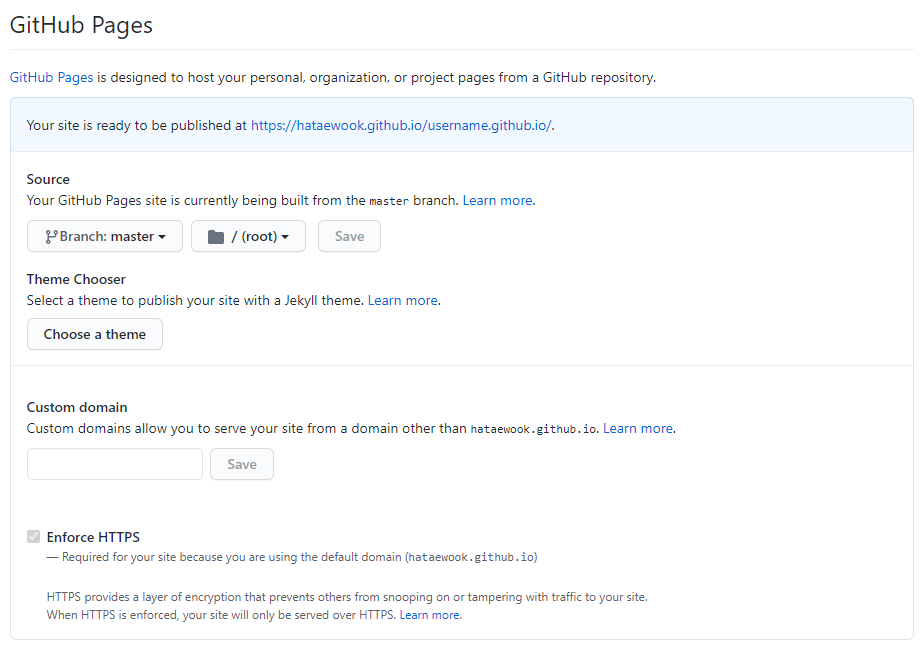 GitHub Pages
GitHub Pages is designed to host your personal, organization, or project pages from a GitHub repository.
Your site is ready to be published at https://hataewook.github.io/username.github.io/.
Source
Your GitHub Pages site is currently being built from the master branch. Learn more.
Branch: master / (root) Save
Theme Chooser
Select a theme to publish your site with a Jekyll theme. Learn more.
Choose a theme
Custom domain
Custom domains allow you to serve your site from a domain other than hataewook.github.io. Learn more.
Save
Enforce HTTPS
— Required for your site because you are using the default domain (hataewook.github.io)
HTTPS provides a layer of encryption that prevents others from snooping on or tampering with traffic to your site.
When HTTPS is enforced, your site will only be served over HTTPS. Learn more.